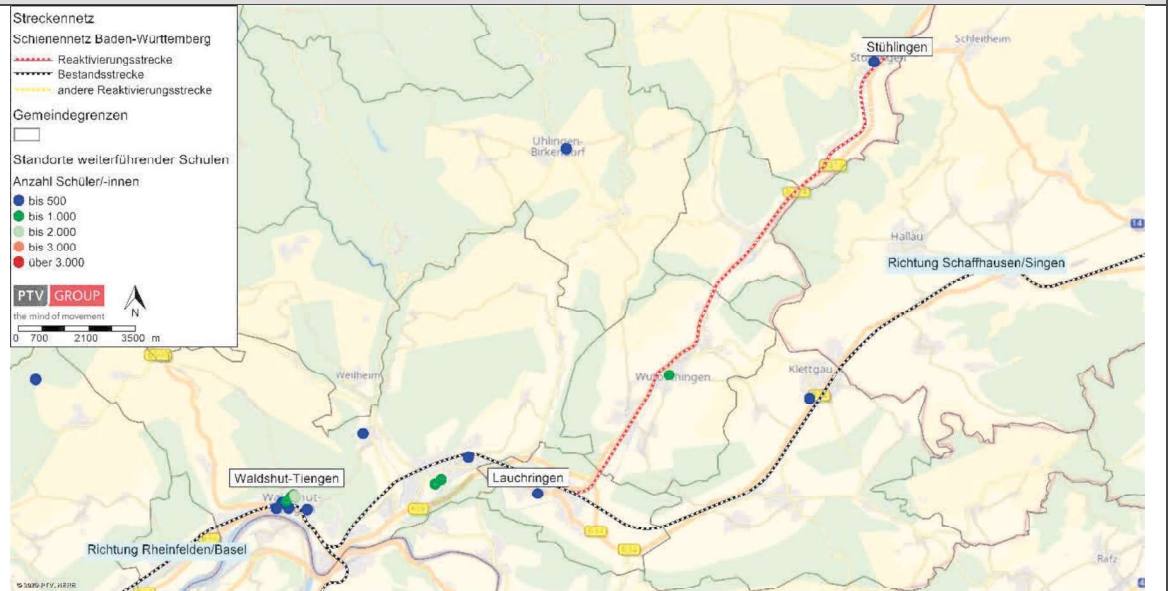 Streckennetz
Schienennetz Baden-Württemberg
Reaktivierungsstrecke
Bestandsstrecke
andere Reaktivierungsstrecke
Gemeindegrenzen
Standorte weiterführender Schulen
Anzahl Schüler/-innen
bis 500
bis 1.000
bis 2.000
bis 3.000
über 3.000
PTV GROUP
the mind of movement
N
0 700 2100 3500 m
Stühlingen
Schleitheim
Ühlingen-
Birkendorf
Hallau
Richtung Schaffhausen/Singen
Weilheim
Klettgau
Waldshut-Tiengen
Lauchringen
Richtung Rheinfelden/Basel
Rafz